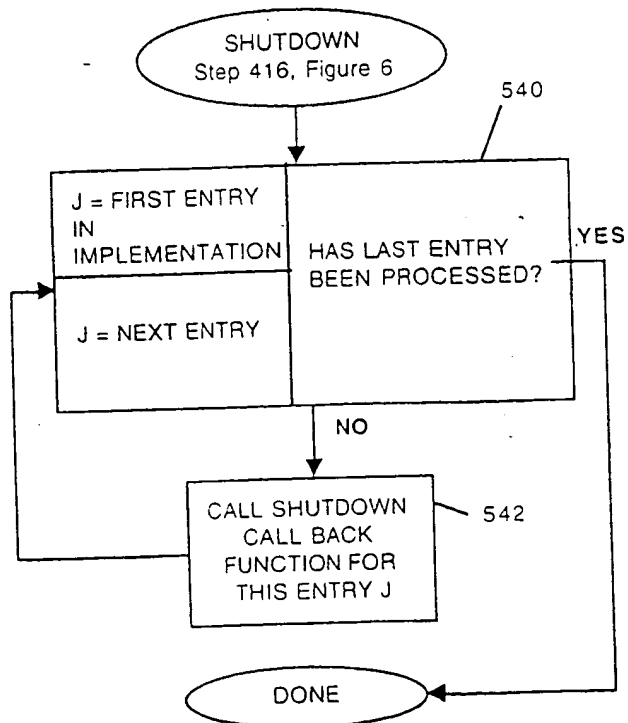 SHUTDOWN
Step 416, Figure 6
540
J = FIRST ENTRY
IN
IMPLEMENTATION
HAS LAST ENTRY
BEEN PROCESSED?
YES
J = NEXT ENTRY
NO
CALL SHUTDOWN
CALL BACK
FUNCTION FOR
THIS ENTRY J
542
DONE